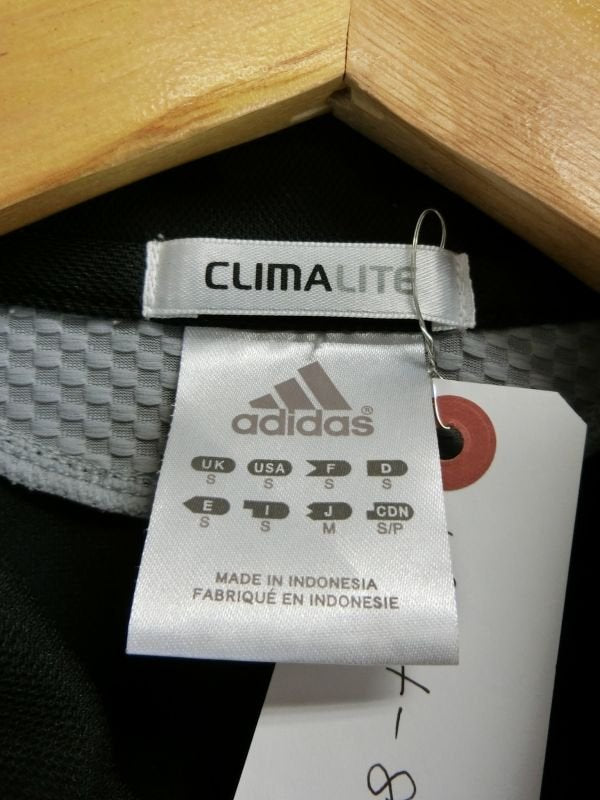 CLIMALITE
adidas®
UK USA F D
S S S S
E I J CDN
S S M S/P
MADE IN INDONESIA
FABRIQUÉ EN INDONESIE